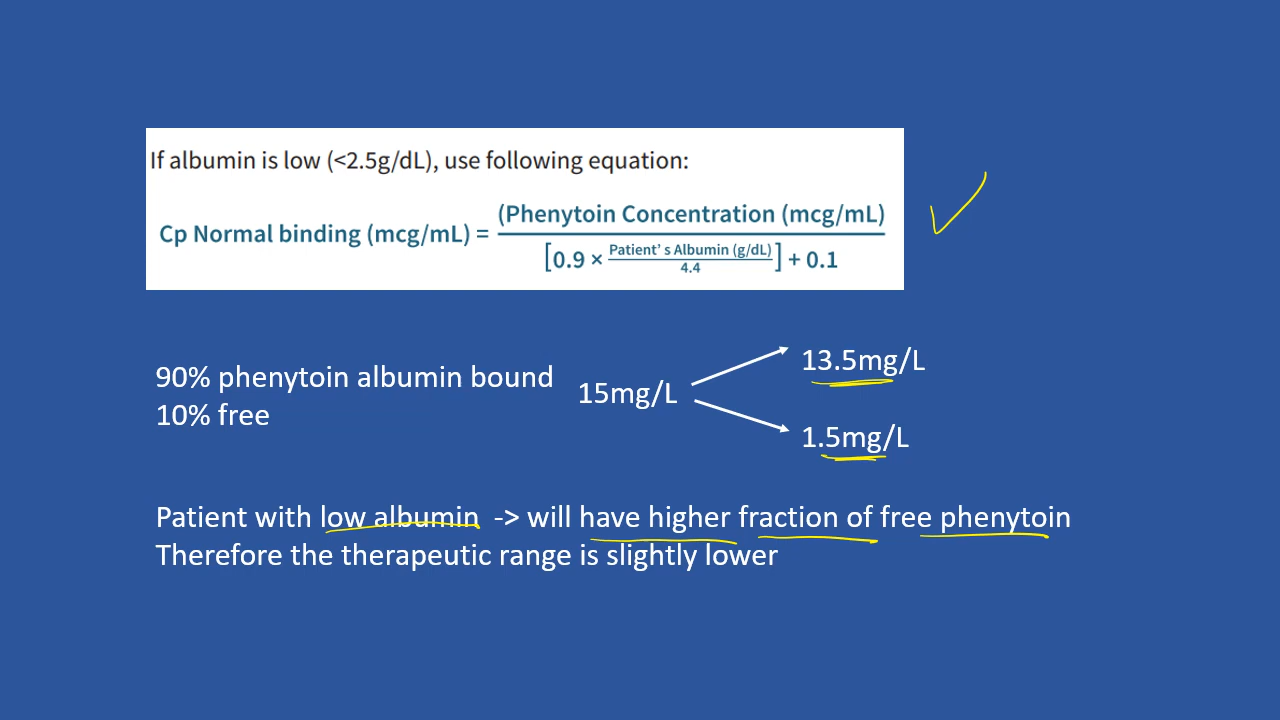 If albumin is low (<2.5g/dL), use following equation:
Cp Normal binding (mcg/mL) = (Phenytoin Concentration (mcg/mL)
[0.9 × Patient's Albumin (g/dL) / 4.4] + 0.1
90% phenytoin albumin bound
10% free
15mg/L
13.5mg/L
1.5mg/L
Patient with low albumin -> will have higher fraction of free phenytoin
Therefore the therapeutic range is slightly lower